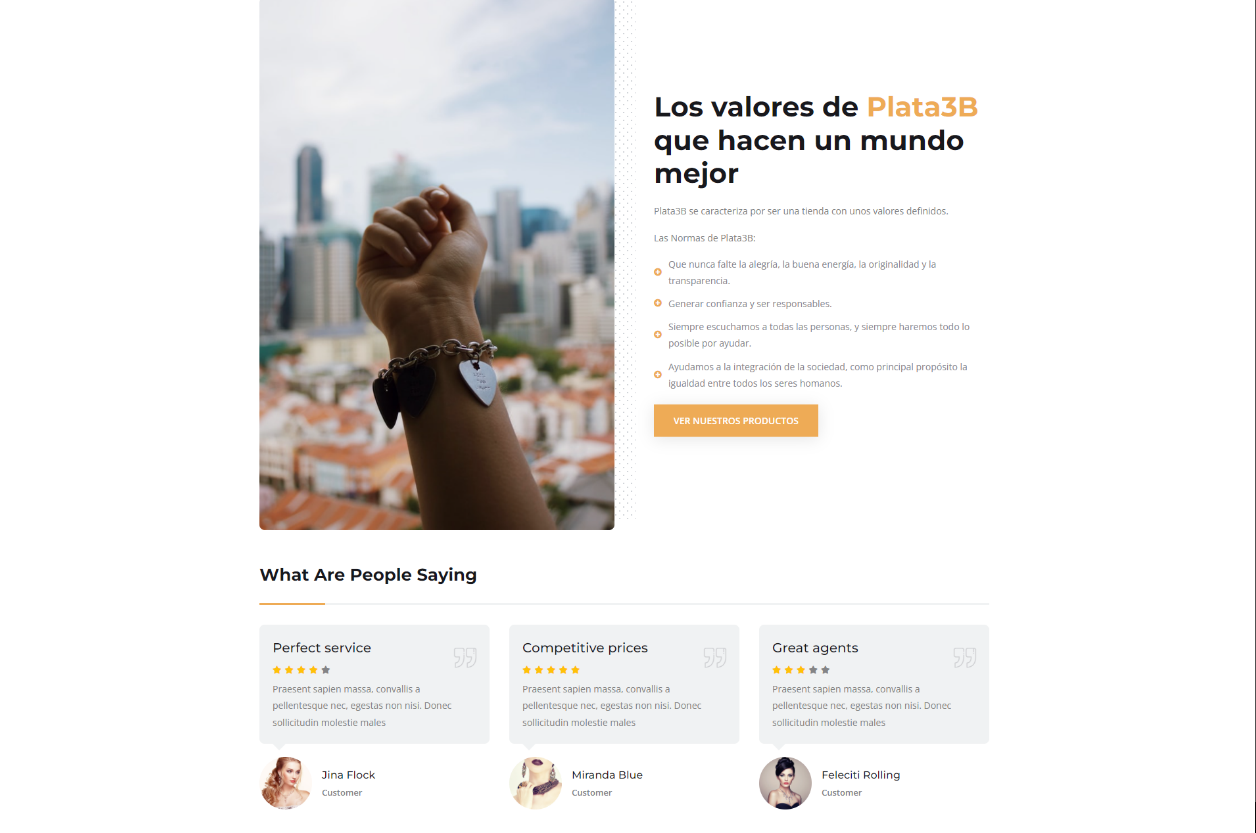 Los valores de Plata3B
que hacen un mundo
mejor
Plata3B se caracteriza por ser una tienda con unos valores definidos.
Las Normas de Plata3B:
Que nunca falte la alegría, la buena energía, la originalidad y la
transparencia.
Generar confianza y ser responsables.
Siempre escuchamos a todas las personas, y siempre haremos todo lo
posible por ayudar.
Ayudamos a la integración de la sociedad, como principal propósito la
igualdad entre todos los seres humanos.
VER NUESTROS PRODUCTOS
What Are People Saying
Perfect service
Praesent sapien massa, convallis a
pellentesque nec, egestas non nisi. Donec
sollicitudin molestie males
Jina Flock
Customer
Competitive prices
Praesent sapien massa, convallis a
pellentesque nec, egestas non nisi. Donec
sollicitudin molestie males
Miranda Blue
Customer
Great agents
Praesent sapien massa, convallis a
pellentesque nec, egestas non nisi. Donec
sollicitudin molestie males
Feleciti Rolling
Customer